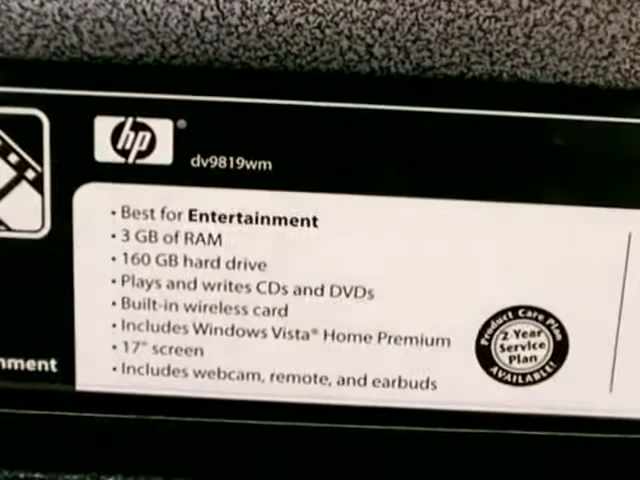 hp®
dv9819wm
• Best for Entertainment
• 3 GB of RAM
• 160 GB hard drive
• Plays and writes CDs and DVDs
• Built-in wireless card
• Includes Windows Vista® Home Premium
• 17" screen
• Includes webcam, remote, and earbuds
Product Care Plan
2-Year
Service
Plan
AVAILABLE!
nment